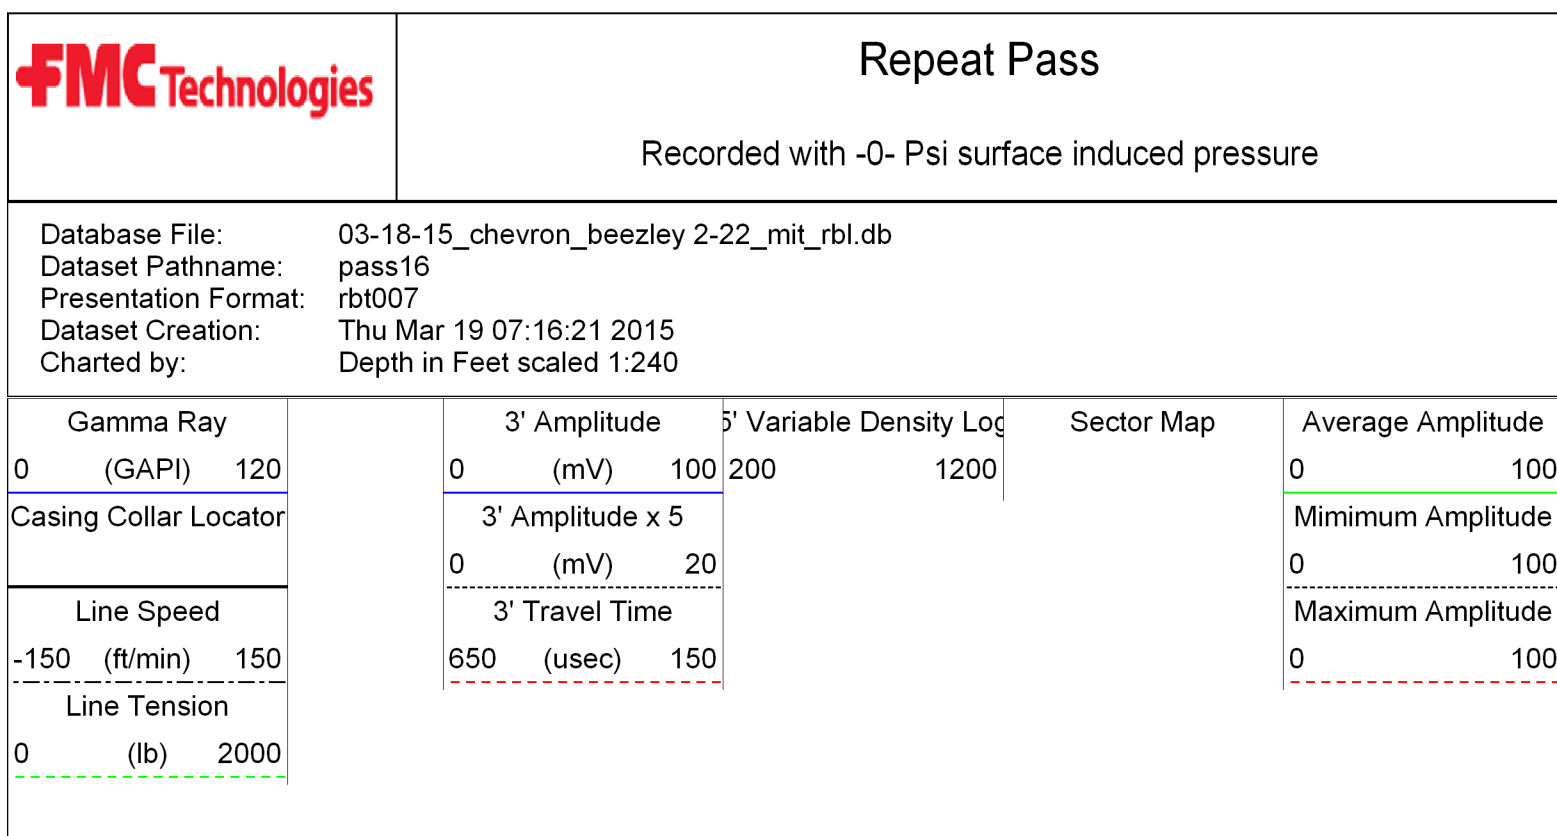 FMC Technologies
Repeat Pass
Recorded with -0- Psi surface induced pressure
Database File: 03-18-15_chevron_beezley 2-22_mit_rbl.db
Dataset Pathname: pass16
Presentation Format: rbt007
Dataset Creation: Thu Mar 19 07:16:21 2015
Charted by: Depth in Feet scaled 1:240
Gamma Ray
0 (GAPI) 120
Casing Collar Locator
Line Speed
-150 (ft/min) 150
Line Tension
0 (lb) 2000
3' Amplitude
0 (mV) 100
3' Amplitude x 5
0 (mV) 20
3' Travel Time
650 (usec) 150
5' Variable Density Log
200 1200
Sector Map
Average Amplitude
0 100
Mimimum Amplitude
0 100
Maximum Amplitude
0 100